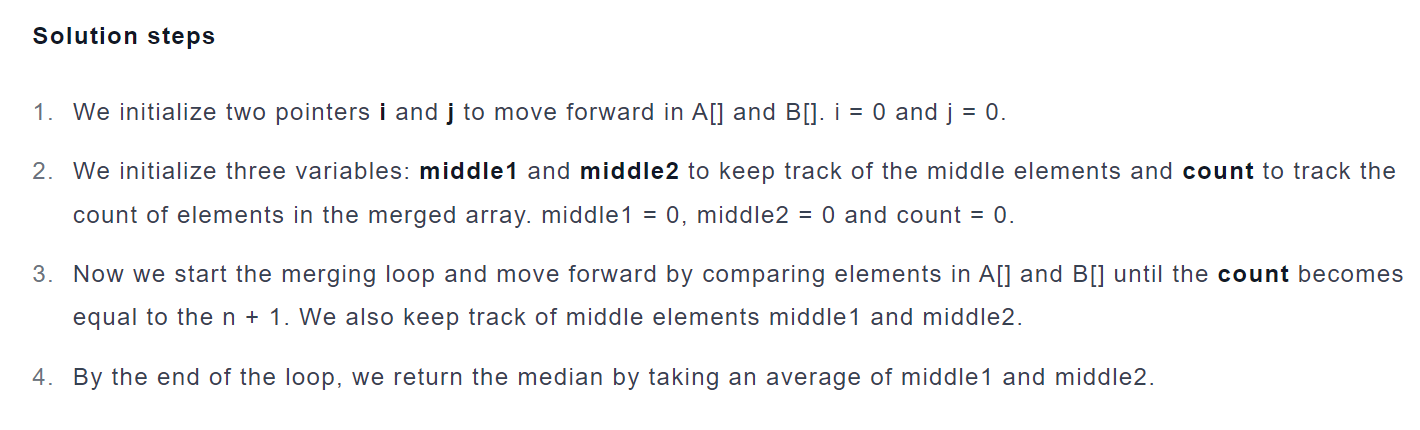 Solution steps
1. We initialize two pointers i and j to move forward in A[] and B[]. i = 0 and j = 0.
2. We initialize three variables: middle1 and middle2 to keep track of the middle elements and count to track the
count of elements in the merged array. middle1 = 0, middle2 = 0 and count = 0.
3. Now we start the merging loop and move forward by comparing elements in A[] and B[] until the count becomes
equal to the n + 1. We also keep track of middle elements middle1 and middle2.
4. By the end of the loop, we return the median by taking an average of middle1 and middle2.